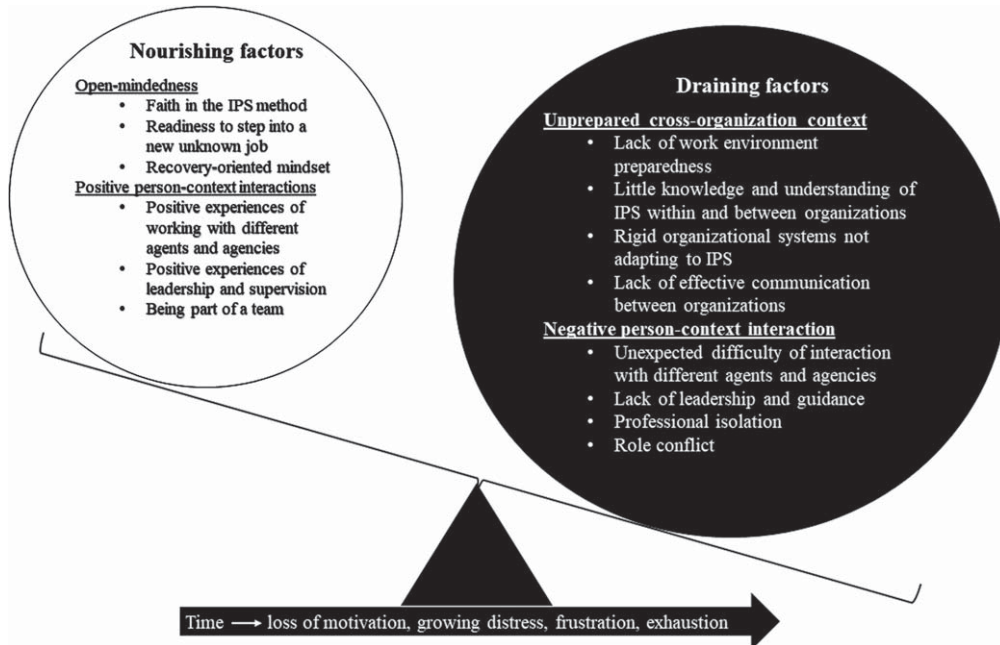 Nourishing factors
Open-mindedness
• Faith in the IPS method
• Readiness to step into a
new unknown job
• Recovery-oriented mindset
Positive person-context interactions
• Positive experiences of
working with different
agents and agencies
• Positive experiences of
leadership and supervision
• Being part of a team
Draining factors
Unprepared cross-organization context
• Lack of work environment
preparedness
• Little knowledge and understanding of
IPS within and between organizations
• Rigid organizational systems not
adapting to IPS
• Lack of effective communication
between organizations
Negative person-context interaction
• Unexpected difficulty of interaction
with different agents and agencies
• Lack of leadership and guidance
• Professional isolation
• Role conflict
Time → loss of motivation, growing distress, frustration, exhaustion